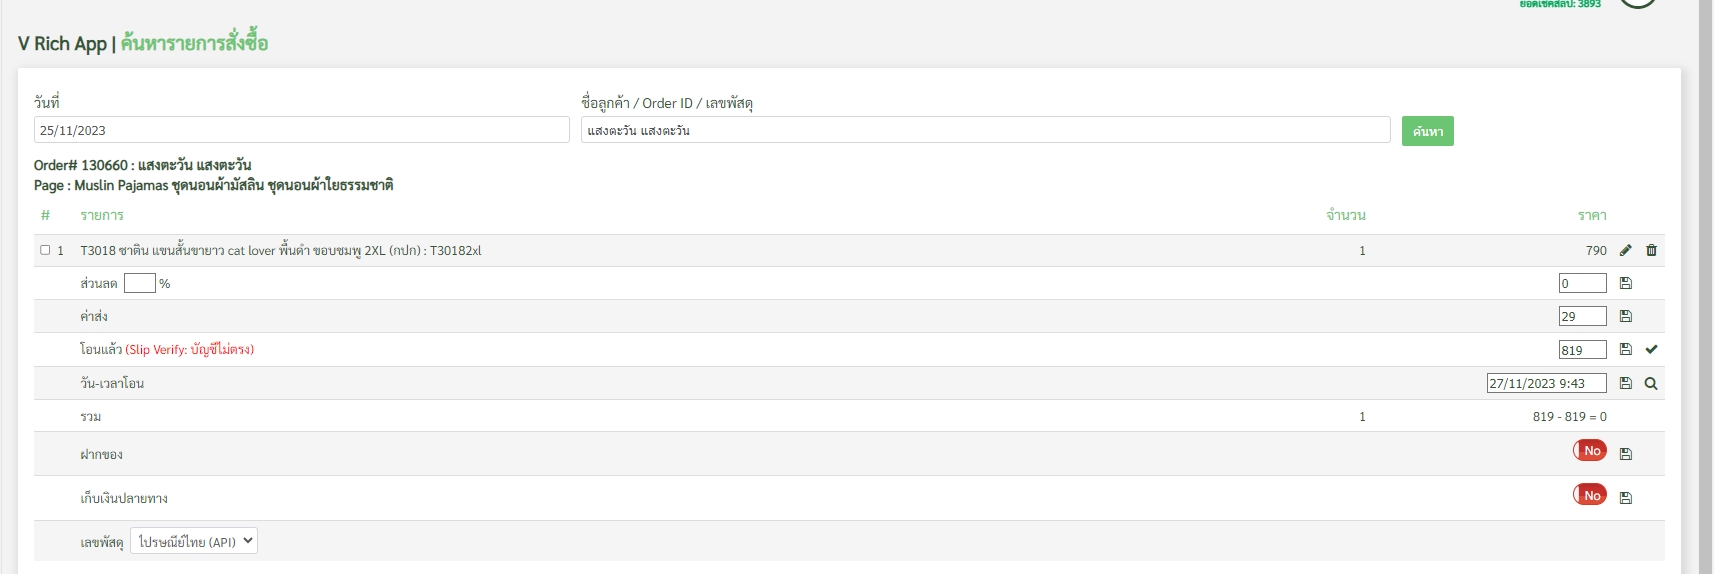 ยอดเช็คสลิป: 3893
V Rich App | ค้นหารายการสั่งซื้อ
วันที่ ชื่อลูกค้า / Order ID / เลขพัสดุ
25/11/2023 แสงตะวัน แสงตะวัน ค้นหา
Order# 130660 : แสงตะวัน แสงตะวัน
Page : Muslin Pajamas ชุดนอนผ้ามัสลิน ชุดนอนผ้าใยธรรมชาติ
# รายการ จำนวน ราคา
1 T3018 ซาติน แขนสั้นขายาว cat lover พื้นดำ ขอบชมพู 2XL (กปก) : T30182xl 1 790
ส่วนลด % 0
ค่าส่ง 29
โอนแล้ว (Slip Verify: บัญชีไม่ตรง) 819
วัน-เวลาโอน 27/11/2023 9:43
รวม 1 819 - 819 = 0
ฝากของ No
เก็บเงินปลายทาง No
เลขพัสดุ ไปรษณีย์ไทย (API)